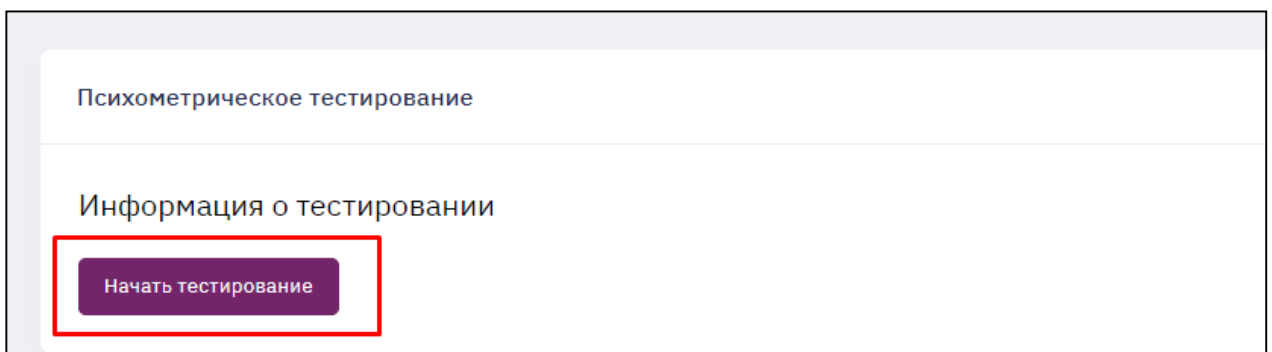 Психометрическое тестирование
Информация о тестировании
Начать тестирование